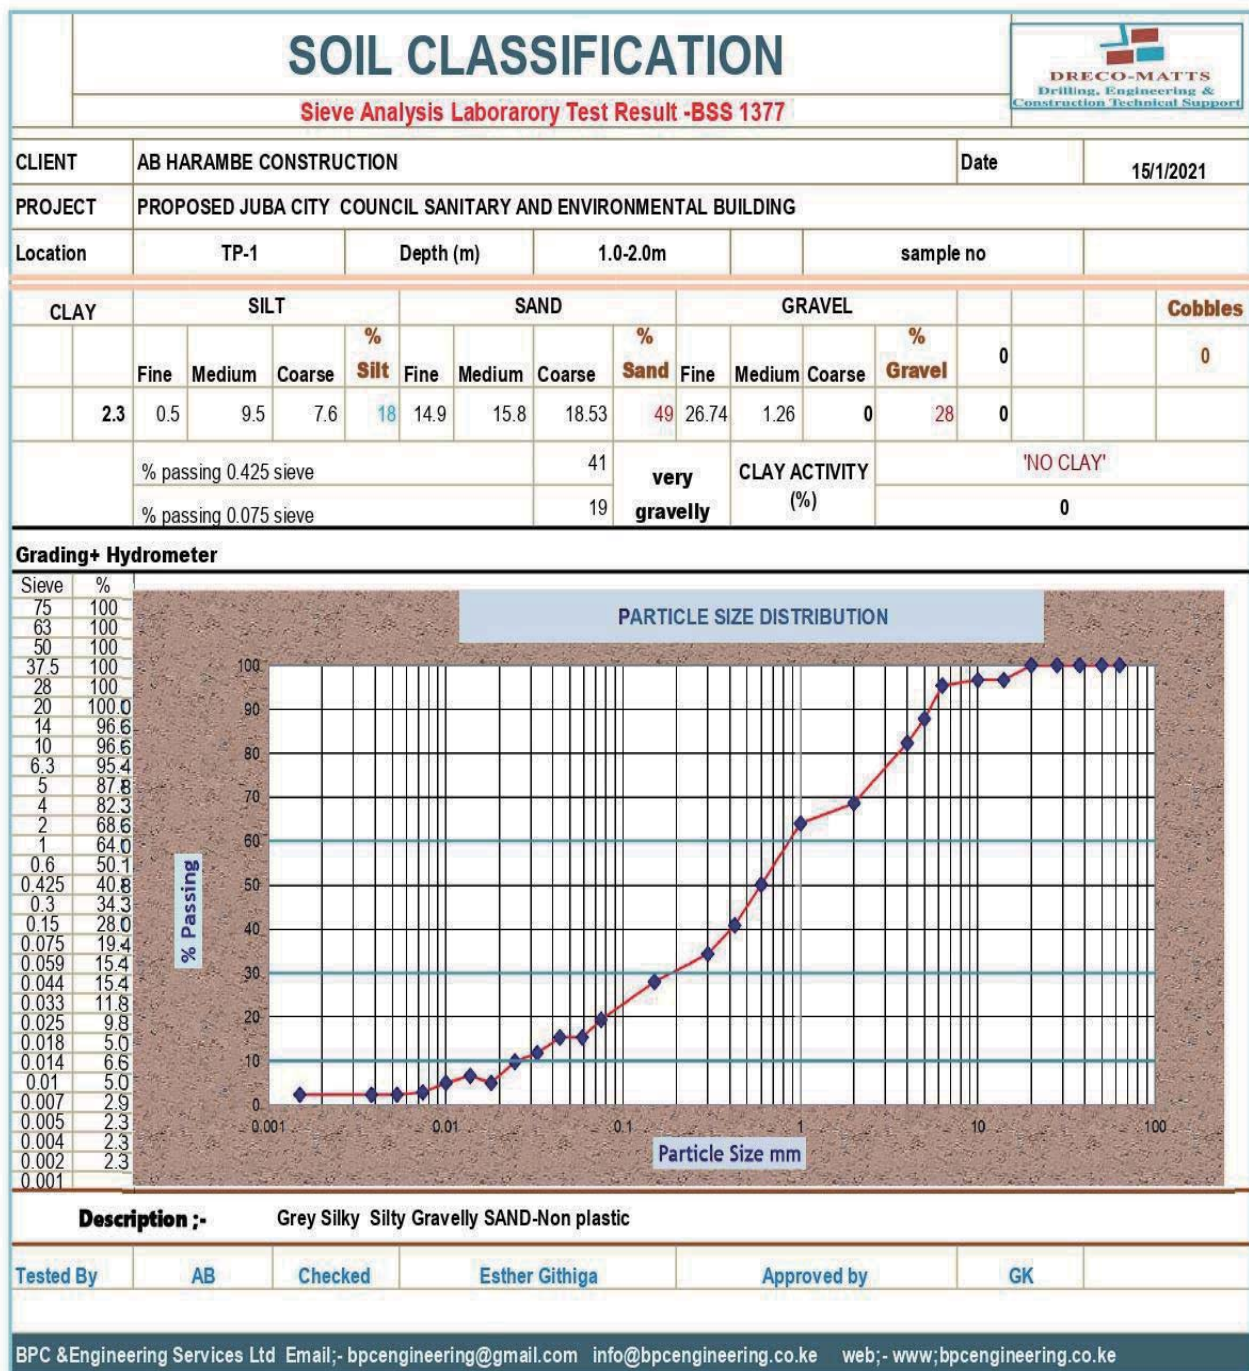 SOIL CLASSIFICATION
Sieve Analysis Laborarory Test Result -BSS 1377
DRECO-MATTS
Drilling, Engineering &
Construction Technical Support
CLIENT AB HARAMBE CONSTRUCTION Date 15/1/2021
PROJECT PROPOSED JUBA CITY COUNCIL SANITARY AND ENVIRONMENTAL BUILDING
Location TP-1 Depth (m) 1.0-2.0m sample no
CLAY SILT SAND GRAVEL Cobbles
Fine Medium Coarse % Silt Fine Medium Coarse % Sand Fine Medium Coarse % Gravel 0 0
2.3 0.5 9.5 7.6 18 14.9 15.8 18.53 49 26.74 1.26 0 28 0
% passing 0.425 sieve 41 very gravelly CLAY ACTIVITY (%) 'NO CLAY'
% passing 0.075 sieve 19 0
Grading+ Hydrometer
Sieve %
75 100
63 100
50 100
37.5 100
28 100
20 100.0
14 96.6
10 96.6
6.3 95.4
5 87.8
4 82.3
2 68.6
1 64.0
0.6 50.1
0.425 40.8
0.3 34.3
0.15 28.0
0.075 19.4
0.059 15.4
0.044 15.4
0.033 11.8
0.025 9.8
0.018 5.0
0.014 6.6
0.01 5.0
0.007 2.9
0.005 2.3
0.004 2.3
0.002 2.3
0.001
PARTICLE SIZE DISTRIBUTION
% Passing
100
90
80
70
60
50
40
30
20
10
0
0.001 0.01 0.1 1 10 100
Particle Size mm
Description ;- Grey Silky Silty Gravelly SAND-Non plastic
Tested By AB Checked Esther Githiga Approved by GK
BPC &Engineering Services Ltd Email;- bpcengineering@gmail.com info@bpcengineering.co.ke web;- www;bpcengineering.co.ke